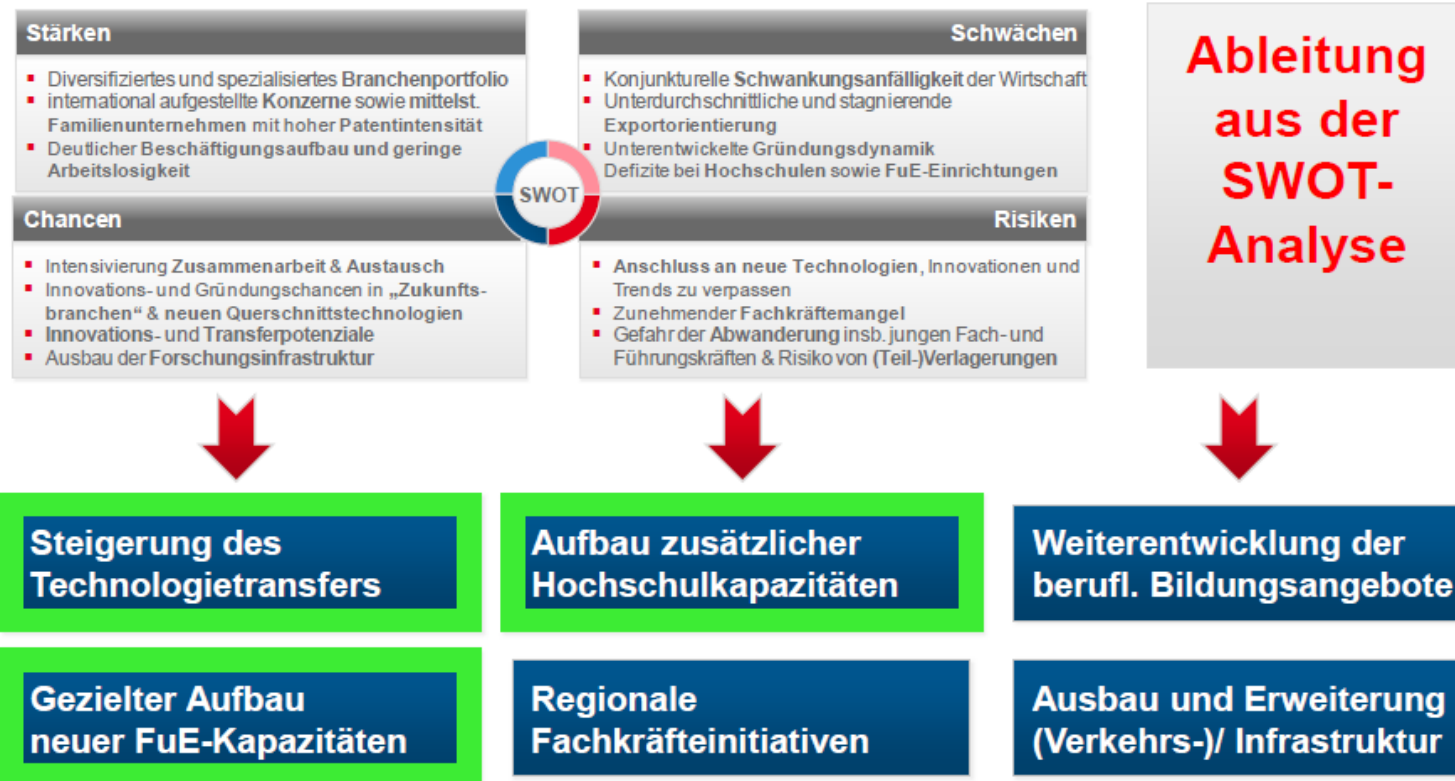 Stärken
Diversifiziertes und spezialisiertes Branchenportfolio
international aufgestellte Konzerne sowie mittelst.
Familienunternehmen mit hoher Patentintensität
Deutlicher Beschäftigungsaufbau und geringe
Arbeitslosigkeit
Schwächen
Konjunkturelle Schwankungsanfälligkeit der Wirtschaft
Unterdurchschnittliche und stagnierende
Exportorientierung
Unterentwickelte Gründungsdynamik
Defizite bei Hochschulen sowie FuE-Einrichtungen
SWOT
Chancen
Intensivierung Zusammenarbeit & Austausch
Innovations- und Gründungschancen in „Zukunfts-
branchen“ & neuen Querschnittstechnologien
Innovations- und Transferpotenziale
Ausbau der Forschungsinfrastruktur
Risiken
Anschluss an neue Technologien, Innovationen und
Trends zu verpassen
Zunehmender Fachkräftemangel
Gefahr der Abwanderung insb. jungen Fach- und
Führungskräften & Risiko von (Teil-)Verlagerungen
Ableitung
aus der
SWOT-
Analyse
Steigerung des
Technologietransfers
Aufbau zusätzlicher
Hochschulkapazitäten
Weiterentwicklung der
berufl. Bildungsangebote
Gezielter Aufbau
neuer FuE-Kapazitäten
Regionale
Fachkräfteinitiativen
Ausbau und Erweiterung
(Verkehrs-)/ Infrastruktur